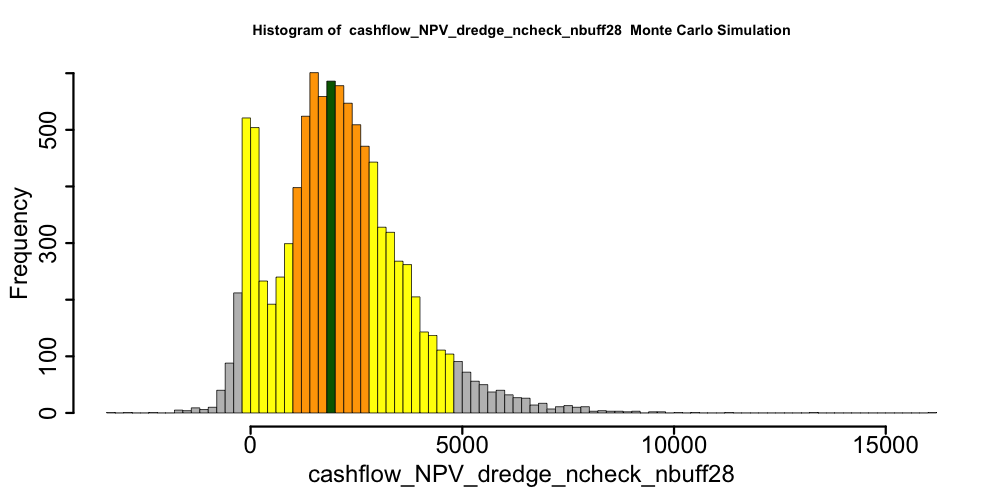 Histogram of  cashflow_NPV_dredge_ncheck_nbuff28  Monte Carlo Simulation
Frequency
500
300
100
0
0 5000 10000 15000
cashflow_NPV_dredge_ncheck_nbuff28